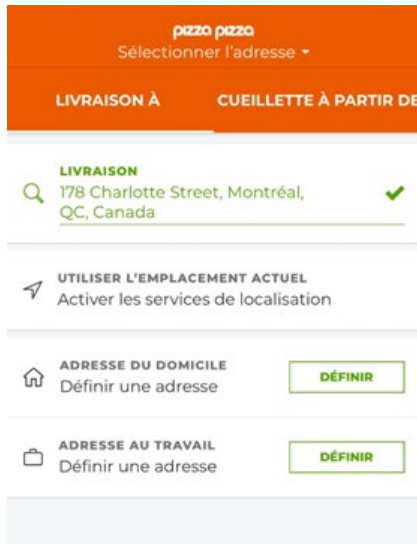 pizza pizza
Sélectionner l'adresse
LIVRAISON À
CUEILLETTE À PARTIR DE
LIVRAISON
178 Charlotte Street, Montréal,
QC, Canada
UTILISER L'EMPLACEMENT ACTUEL
Activer les services de localisation
ADRESSE DU DOMICILE
Définir une adresse
DÉFINIR
ADRESSE AU TRAVAIL
Définir une adresse
DÉFINIR